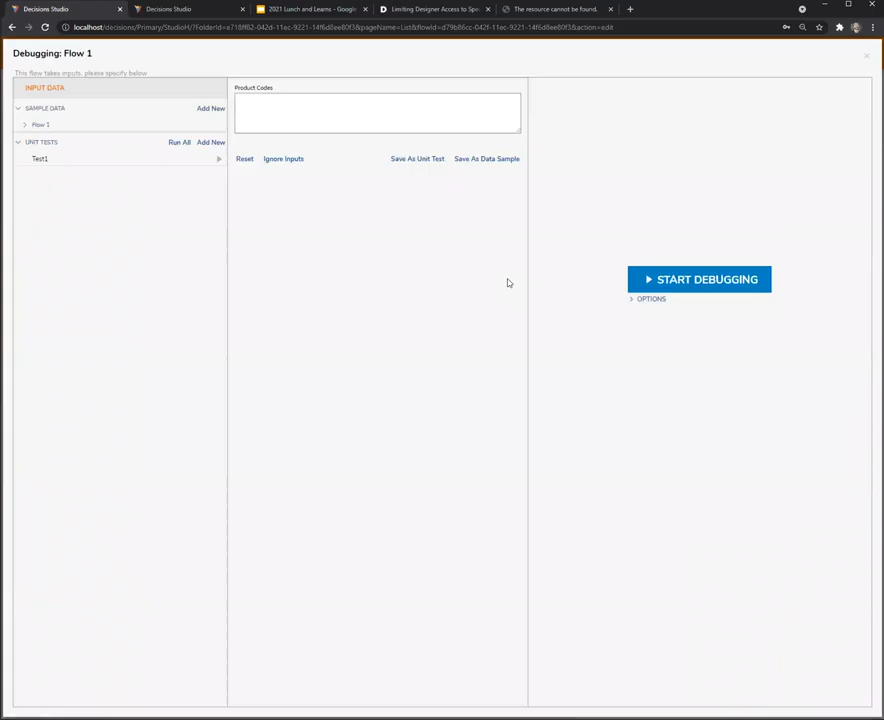 Decisions Studio
Decisions Studio
2021 Lunch and Learns - Google
Limiting Designer Access to Spe
The resource cannot be found.
localhost/decisions/Primary/StudioH/?FolderId=e718ff62-042d-11ec-9221-14f6d8ee80f3&pageName=List&flowId=d79b86cc-042f-11ec-9221-14f6d8ee80f3&action=edit
Debugging: Flow 1
This flow takes inputs, please specify below
INPUT DATA
SAMPLE DATA
Add New
Flow 1
UNIT TESTS
Run All
Add New
Test1
Product Codes
Reset
Ignore Inputs
Save As Unit Test
Save As Data Sample
START DEBUGGING
OPTIONS